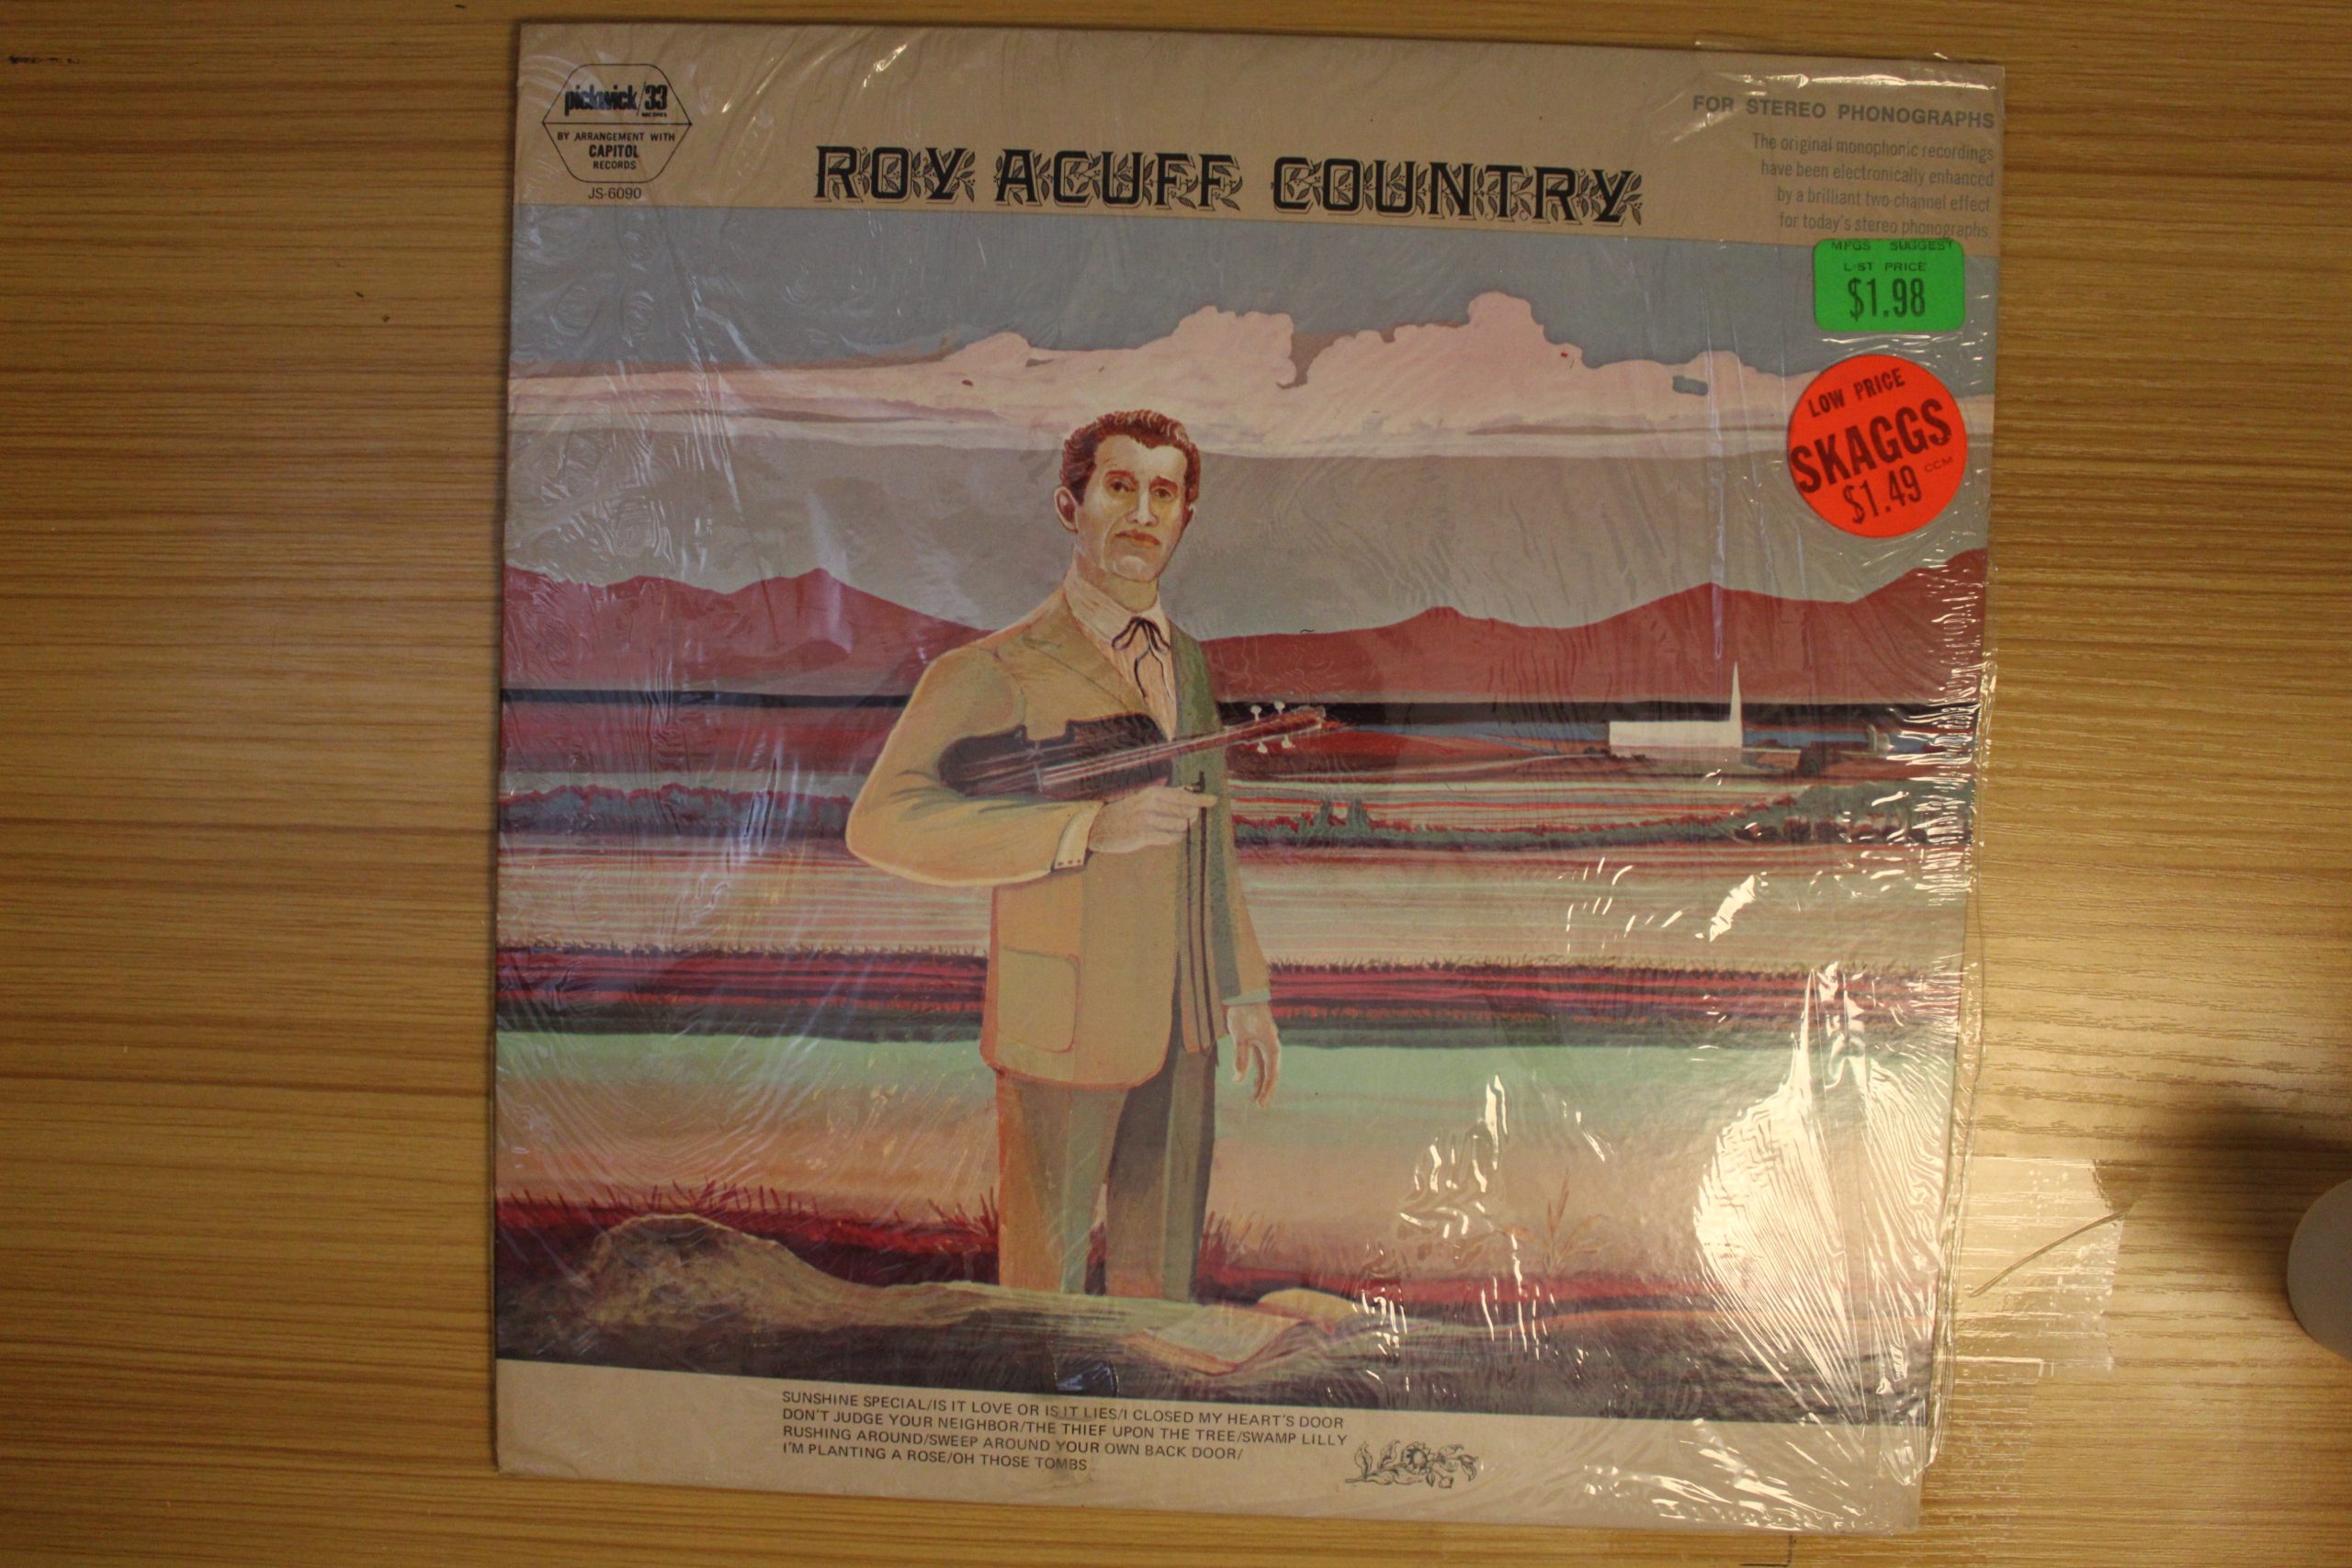 pickwick/33
RECORDS
BY ARRANGEMENT WITH
CAPITOL
RECORDS
JS-6090
ROY ACUFF COUNTRY
FOR STEREO PHONOGRAPHS
The original monophonic recordings
have been electronically enhanced
by a brilliant two-channel effect
for today's stereo phonographs.
MFGS SUGGEST
LIST PRICE
$1.98
LOW PRICE
SKAGGS
CCM
$1.49
SUNSHINE SPECIAL/IS IT LOVE OR IS IT LIES/I CLOSED MY HEART'S DOOR
DON'T JUDGE YOUR NEIGHBOR/THE THIEF UPON THE TREE/SWAMP LILLY
RUSHING AROUND/SWEEP AROUND YOUR OWN BACK DOOR/
I'M PLANTING A ROSE/OH THOSE TOMBS